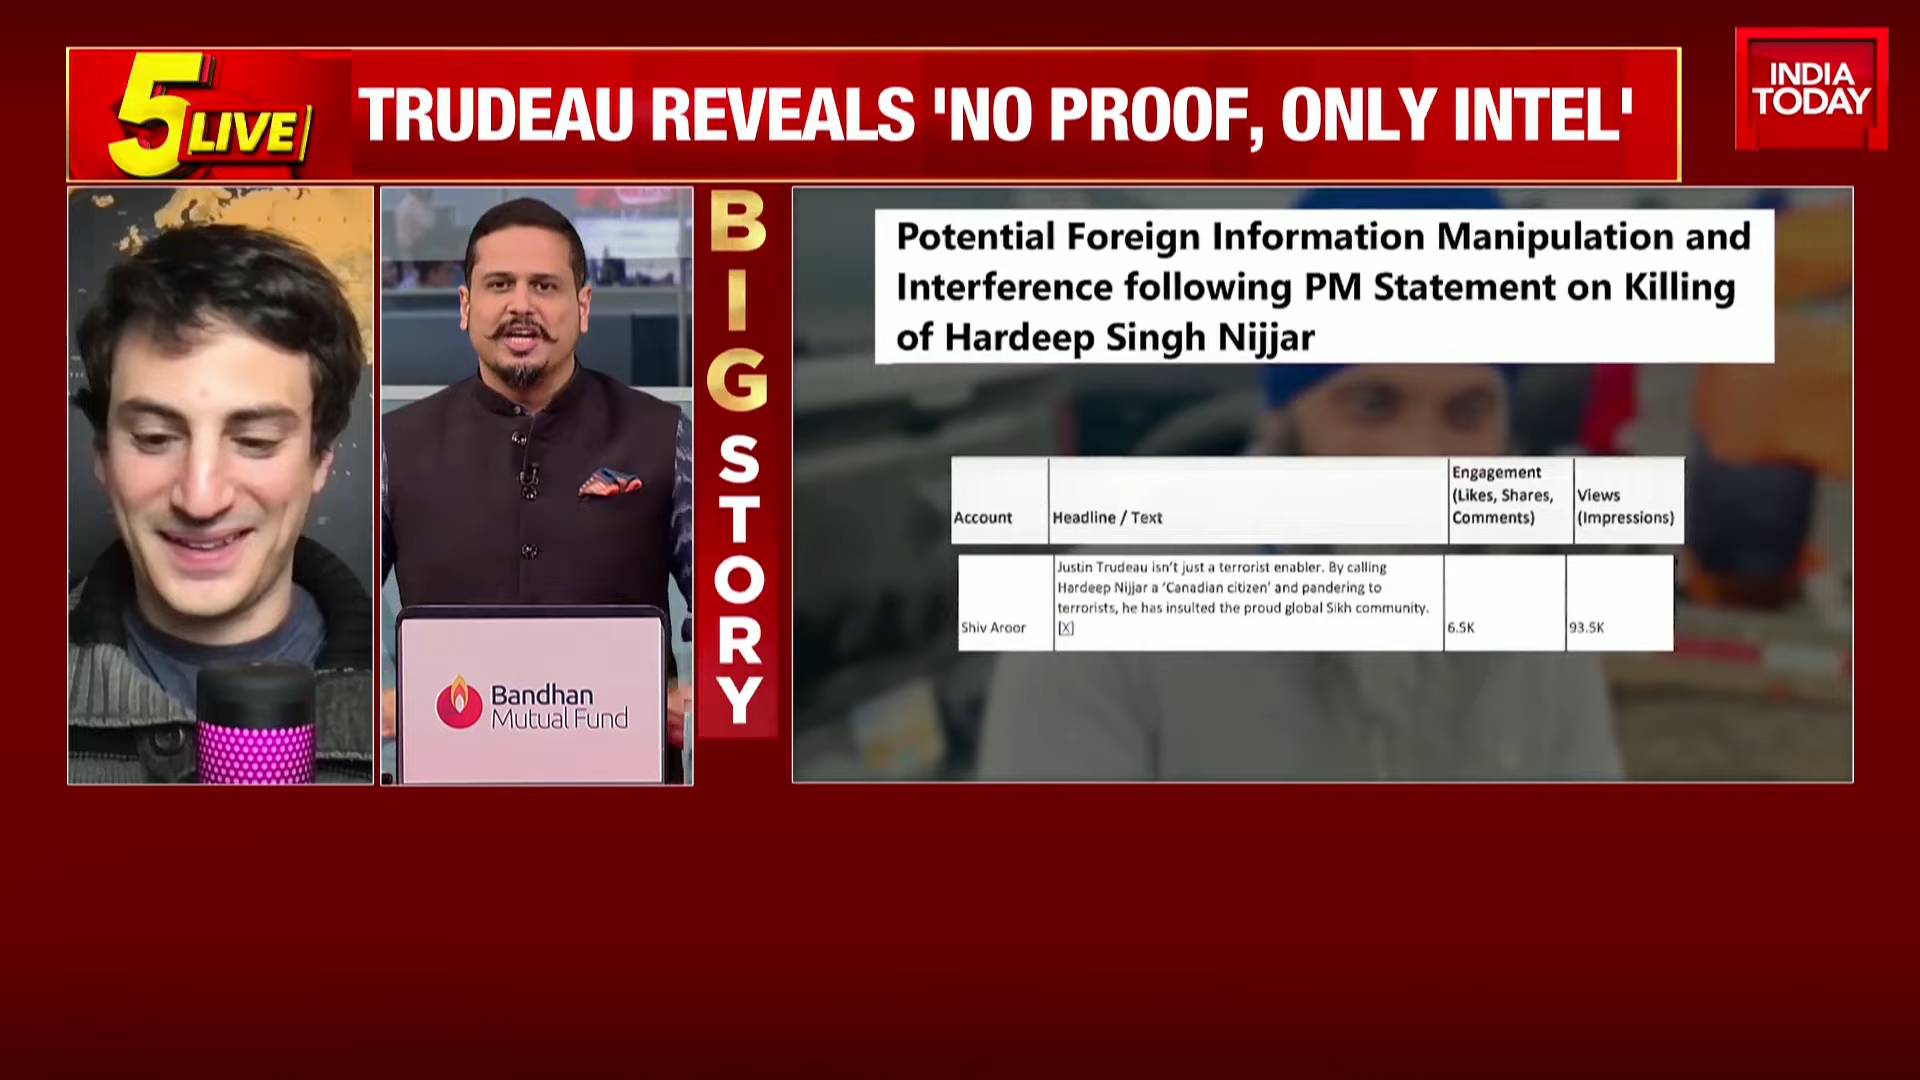 5 LIVE
TRUDEAU REVEALS 'NO PROOF, ONLY INTEL'
INDIA
TODAY
BIG STORY
Potential Foreign Information Manipulation and
Interference following PM Statement on Killing
of Hardeep Singh Nijjar
Account
Headline / Text
Engagement
(Likes, Shares,
Comments)
Views
(Impressions)
Shiv Aroor
Justin Trudeau isn't just a terrorist enabler. By calling
Hardeep Nijjar a 'Canadian citizen' and pandering to
terrorists, he has insulted the proud global Sikh community.
[X]
6.5K
93.5K
Bandhan
Mutual Fund